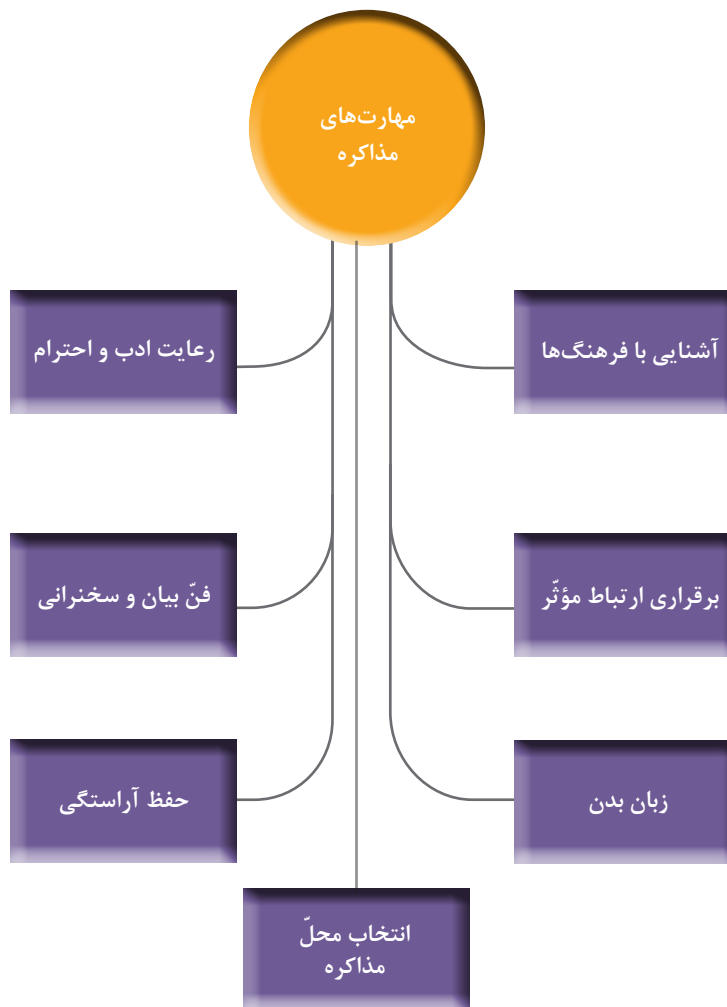 مهارت‌های
مذاکره
آشنایی با فرهنگ‌ها
رعایت ادب و احترام
برقراری ارتباط مؤثّر
فنّ بیان و سخنرانی
زبان بدن
حفظ آراستگی
انتخاب محلّ
مذاکره